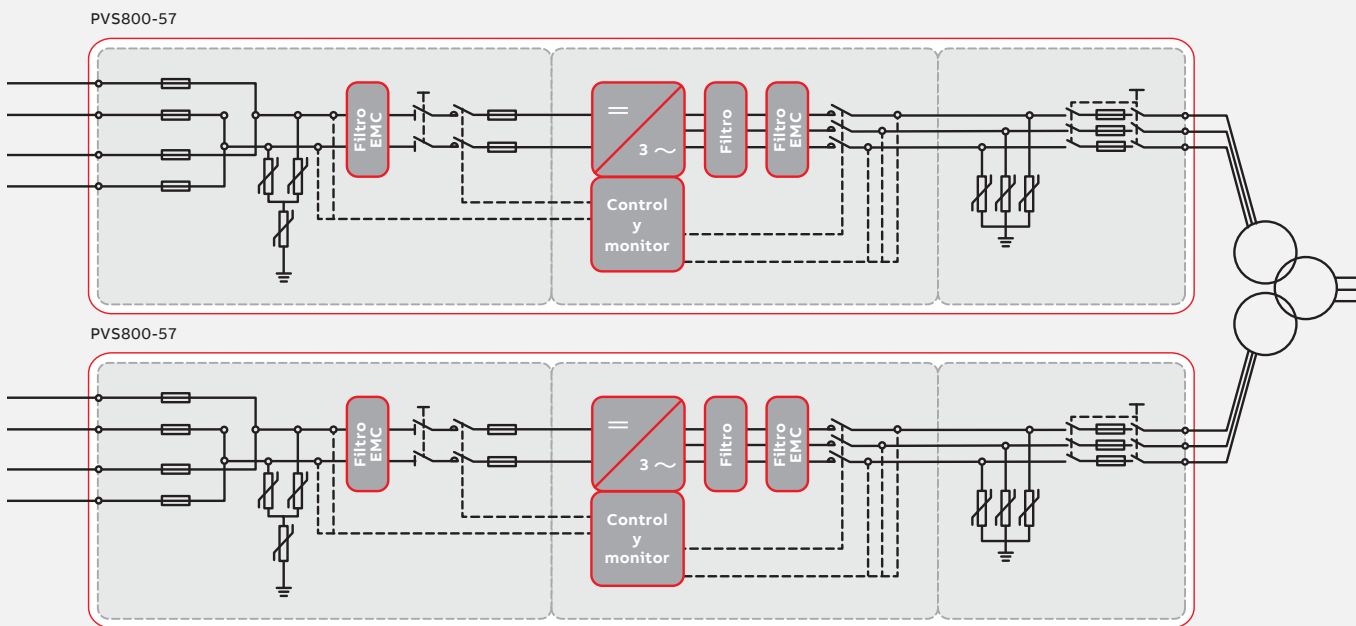 PVS800-57
Filtro
EMC
3 ~
Filtro
Filtro
EMC
Control
y
monitor
PVS800-57
Filtro
EMC
3 ~
Filtro
Filtro
EMC
Control
y
monitor